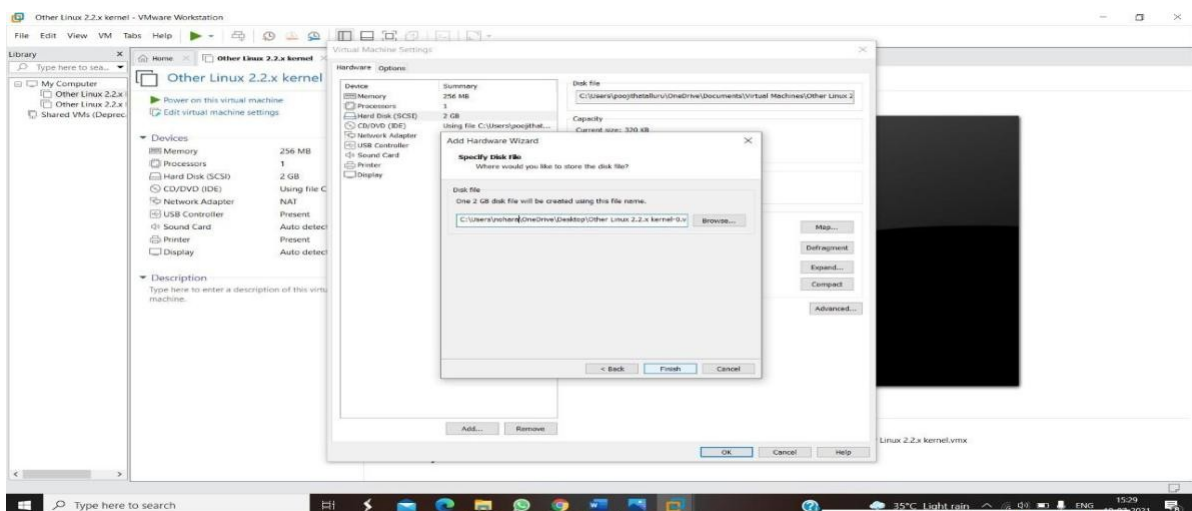 Other Linux 2.2.x kernel - VMware Workstation
File Edit View VM Tabs Help
Library
Type here to sea...
My Computer
Other Linux 2.2.x
Other Linux 2.2.x
Shared VMs (Deprec
Home
Other Linux 2.2.x kernel
Other Linux 2.2.x kernel
Power on this virtual machine
Edit virtual machine settings
Devices
Memory 256 MB
Processors 1
Hard Disk (SCSI) 2 GB
CD/DVD (IDE) Using file C
Network Adapter NAT
USB Controller Present
Sound Card Auto detect
Printer Present
Display Auto detect
Description
Type here to enter a description of this virtu
machine.
Virtual Machine Settings
Hardware Options
Device Summary
Memory 256 MB
Processors 1
Hard Disk (SCSI) 2 GB
CD/DVD (IDE) Using file C:\Users\poojithat...
Network Adapter
USB Controller
Sound Card
Printer
Display
Add... Remove
Disk file
C:\Users\poojithatalluru\OneDrive\Documents\Virtual Machines\Other Linux 2
Capacity
Current size: 320 KB
Add Hardware Wizard
Specify Disk File
Where would you like to store the disk file?
Disk file
One 2 GB disk file will be created using this file name.
\OneDrive\Desktop\Other Linux 2.2.x kernel-0.v Browse...
< Back Finish Cancel
Map...
Defragment
Expand...
Compact
Advanced...
OK Cancel Help
Linux 2.2.x kernel.vmx
Type here to search
35°C Light rain ENG 15:29